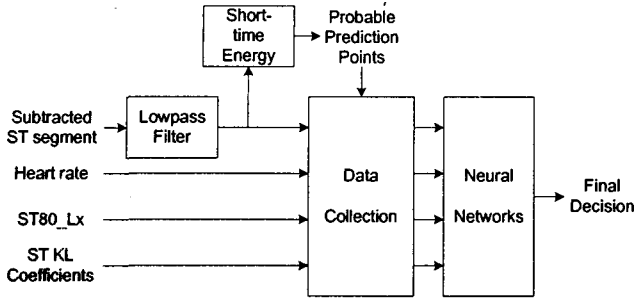 Short-
time
Energy
Probable
Prediction
Points
Subtracted
ST segment
Lowpass
Filter
Heart rate
ST80_Lx
ST KL
Coefficients
Data
Collection
Neural
Networks
Final
Decision